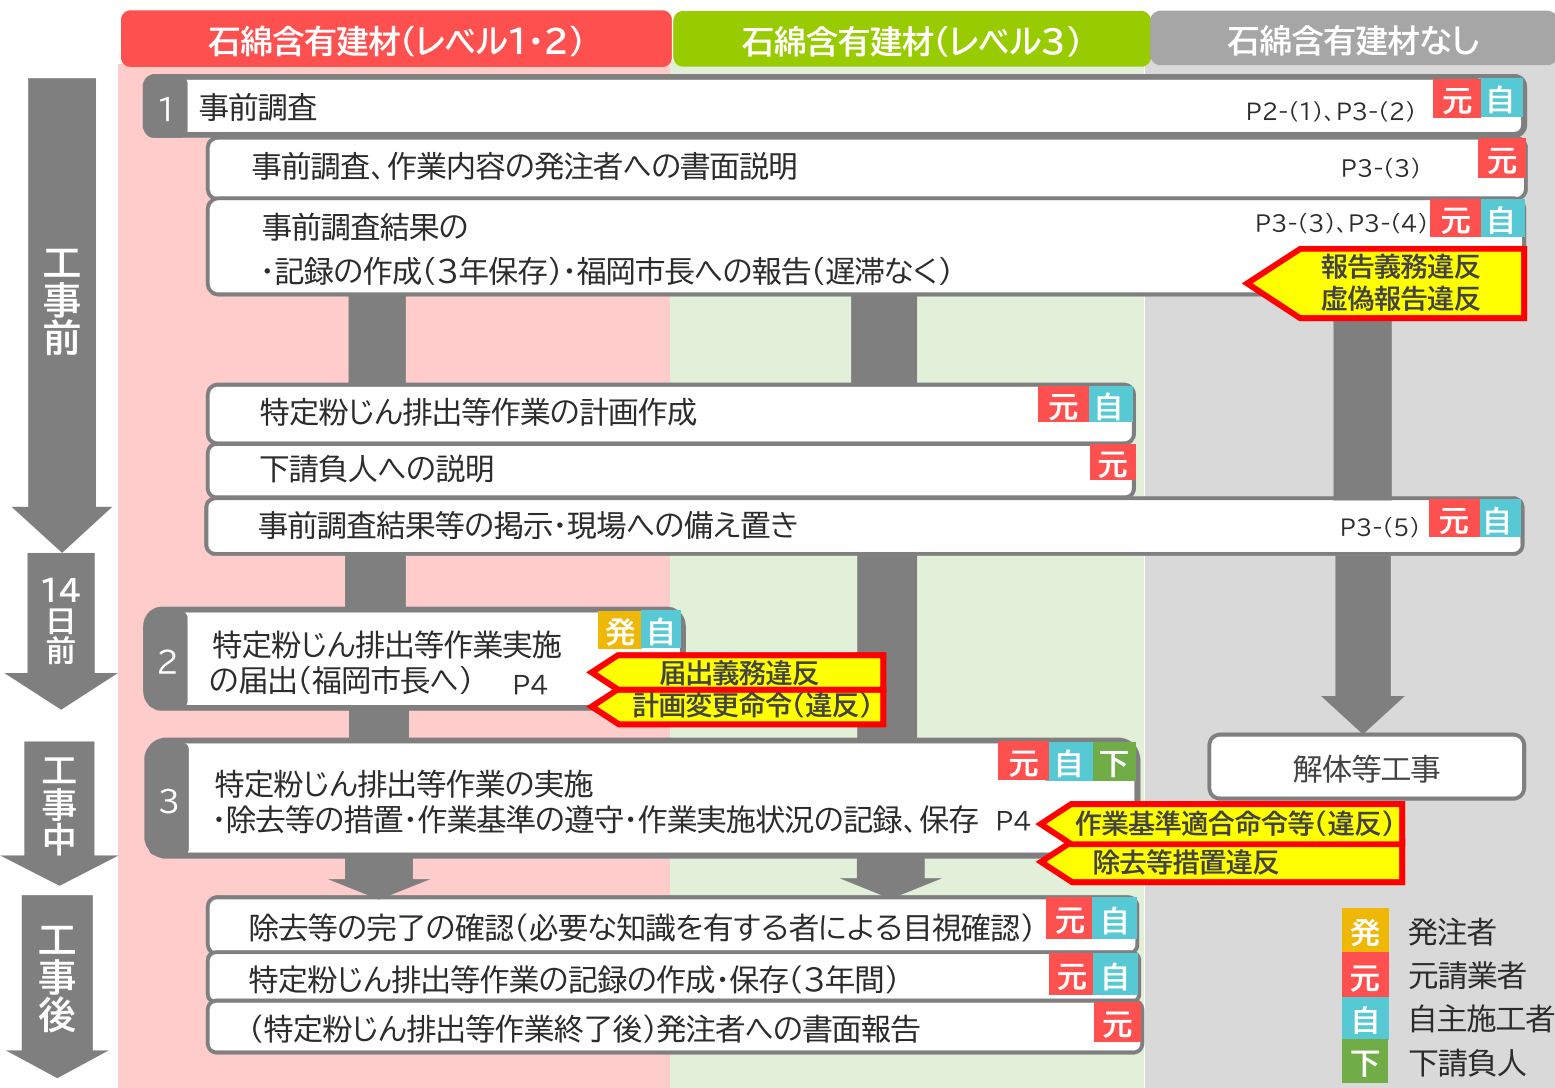 石綿含有建材(レベル1・2)
石綿含有建材(レベル3)
石綿含有建材なし
工事前
1
事前調査
P2-(1)、P3-(2)
元
自
事前調査、作業内容の発注者への書面説明
P3-(3)
元
事前調査結果の
・記録の作成(3年保存)・福岡市長への報告(遅滞なく)
P3-(3)、P3-(4)
元
自
報告義務違反
虚偽報告違反
特定粉じん排出等作業の計画作成
元
自
下請負人への説明
元
事前調査結果等の掲示・現場への備え置き
P3-(5)
元
自
14日前
2
特定粉じん排出等作業実施
の届出(福岡市長へ)
P4
発
自
届出義務違反
計画変更命令(違反)
工事中
3
特定粉じん排出等作業の実施
・除去等の措置・作業基準の遵守・作業実施状況の記録、保存
P4
元
自
下
作業基準適合命令等(違反)
除去等措置違反
解体等工事
工事後
除去等の完了の確認(必要な知識を有する者による目視確認)
元
自
特定粉じん排出等作業の記録の作成・保存(3年間)
元
自
(特定粉じん排出等作業終了後)発注者への書面報告
元
発 発注者
元 元請業者
自 自主施工者
下 下請負人